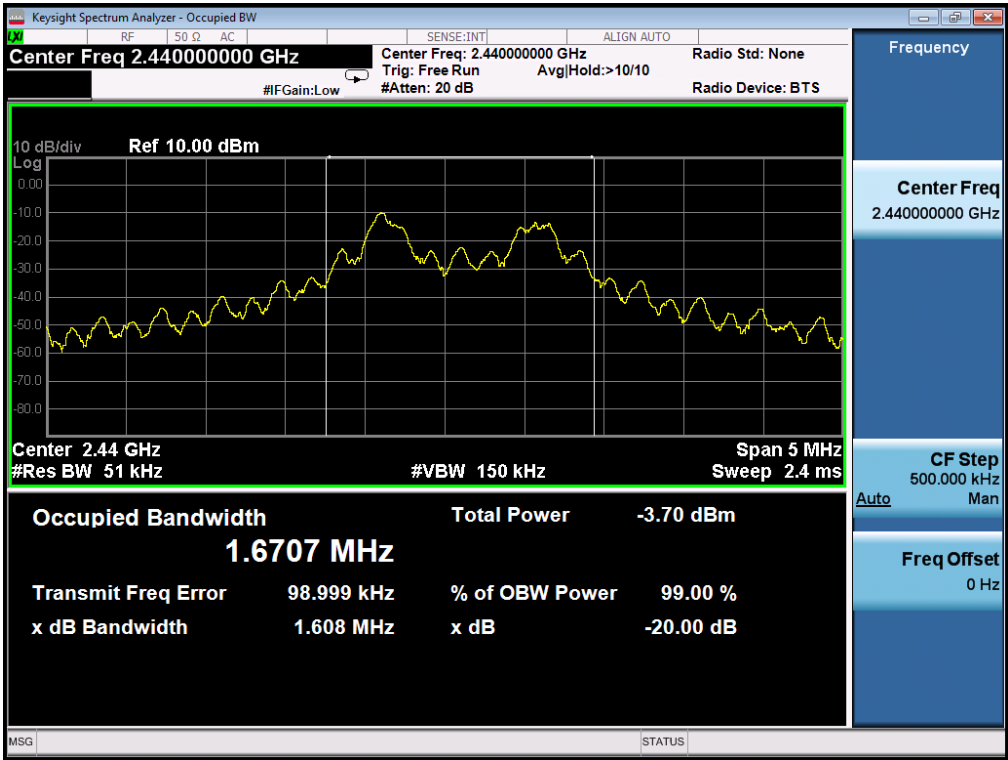 Keysight Spectrum Analyzer - Occupied BW
LXI RF 50 Ω AC SENSE:INT ALIGN AUTO
Center Freq 2.440000000 GHz
#IFGain:Low
Center Freq: 2.440000000 GHz
Trig: Free Run Avg|Hold:>10/10
#Atten: 20 dB
Radio Std: None
Radio Device: BTS
10 dB/div Ref 10.00 dBm
Log
0.00
-10.0
-20.0
-30.0
-40.0
-50.0
-60.0
-70.0
-80.0
Center 2.44 GHz Span 5 MHz
#Res BW 51 kHz #VBW 150 kHz Sweep 2.4 ms
Occupied Bandwidth Total Power -3.70 dBm
1.6707 MHz
Transmit Freq Error 98.999 kHz % of OBW Power 99.00 %
x dB Bandwidth 1.608 MHz x dB -20.00 dB
MSG STATUS
Frequency
Center Freq
2.440000000 GHz
CF Step
500.000 kHz
Auto Man
Freq Offset
0 Hz